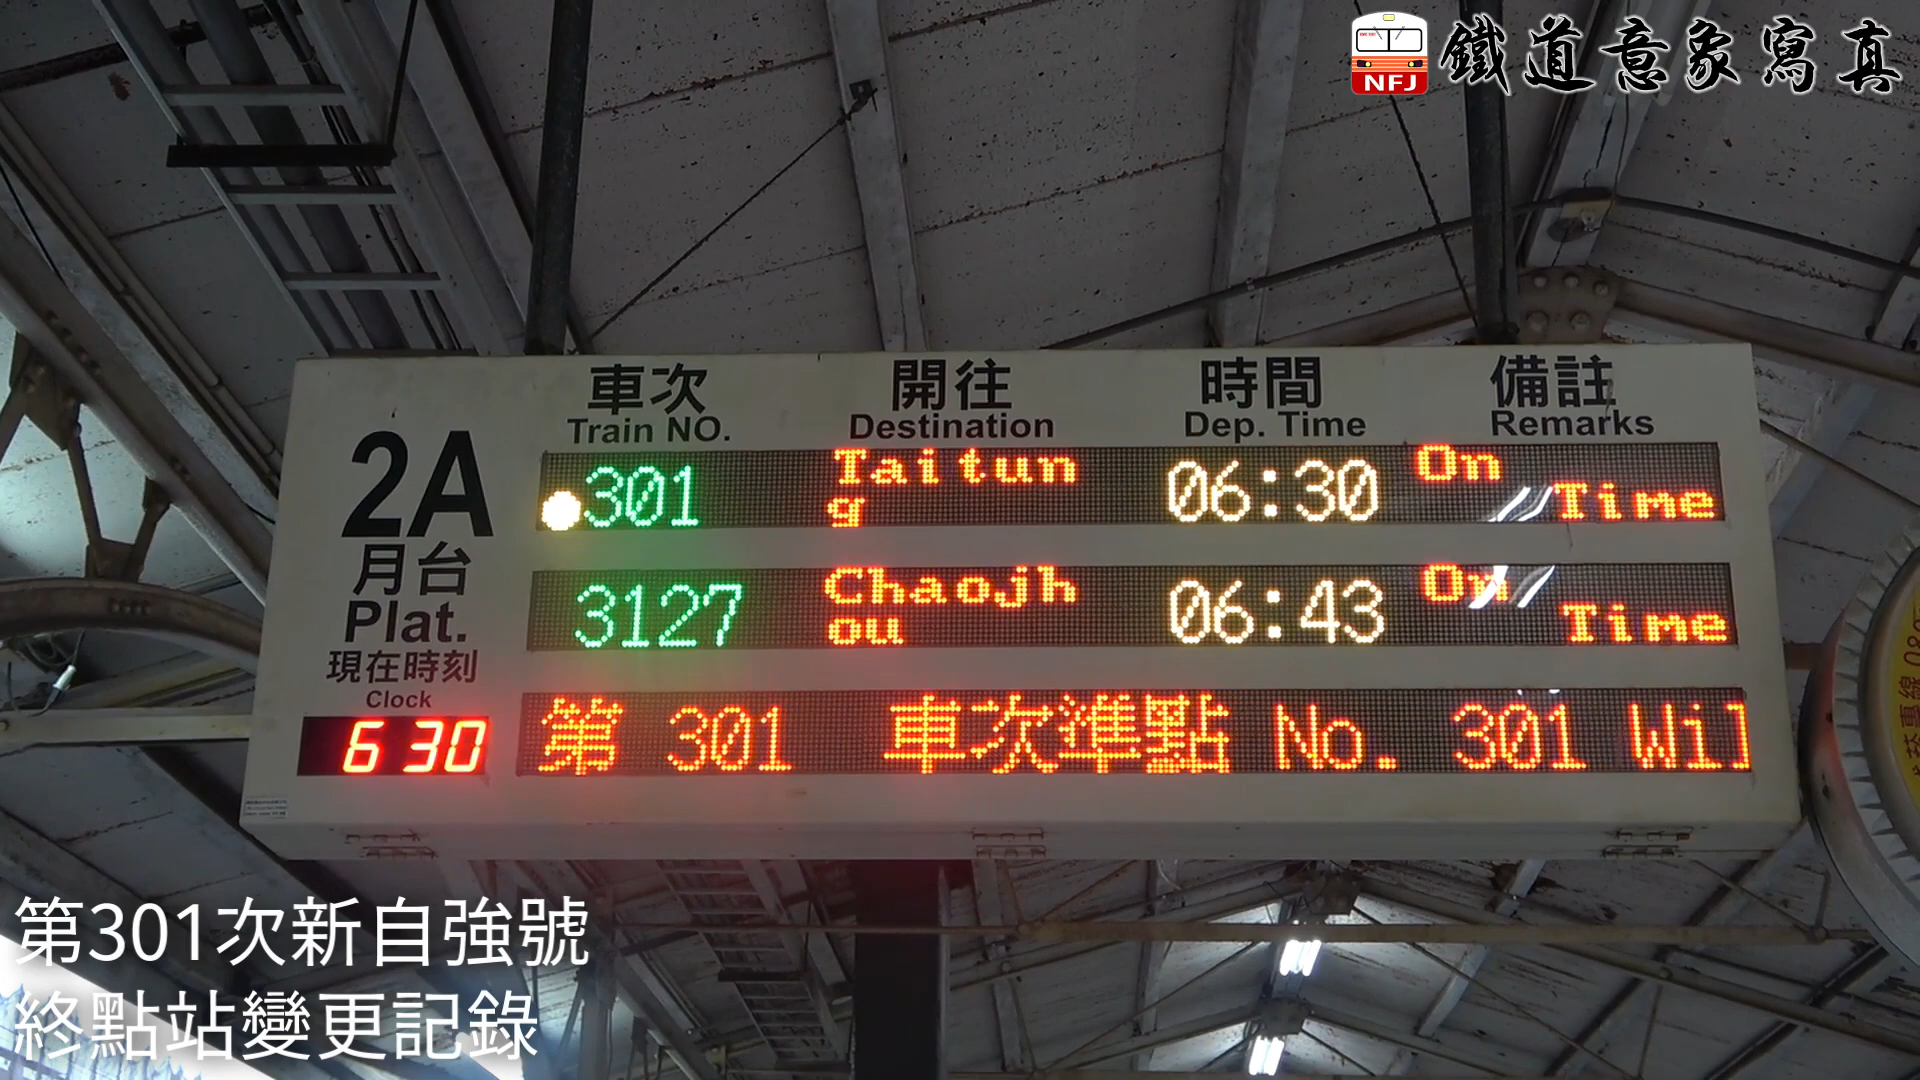 NFJ 鐵道意象寫真
車次 開往 時間 備註
Train NO. Destination Dep. Time Remarks
2A
月台
Plat.
現在時刻
Clock
6 30
301 Taitun
g 06:30 On
Time
3127 Chaojh
ou 06:43 On
Time
第 301 車次準點 No. 301 Wil
第301次新自強號
終點站變更記錄